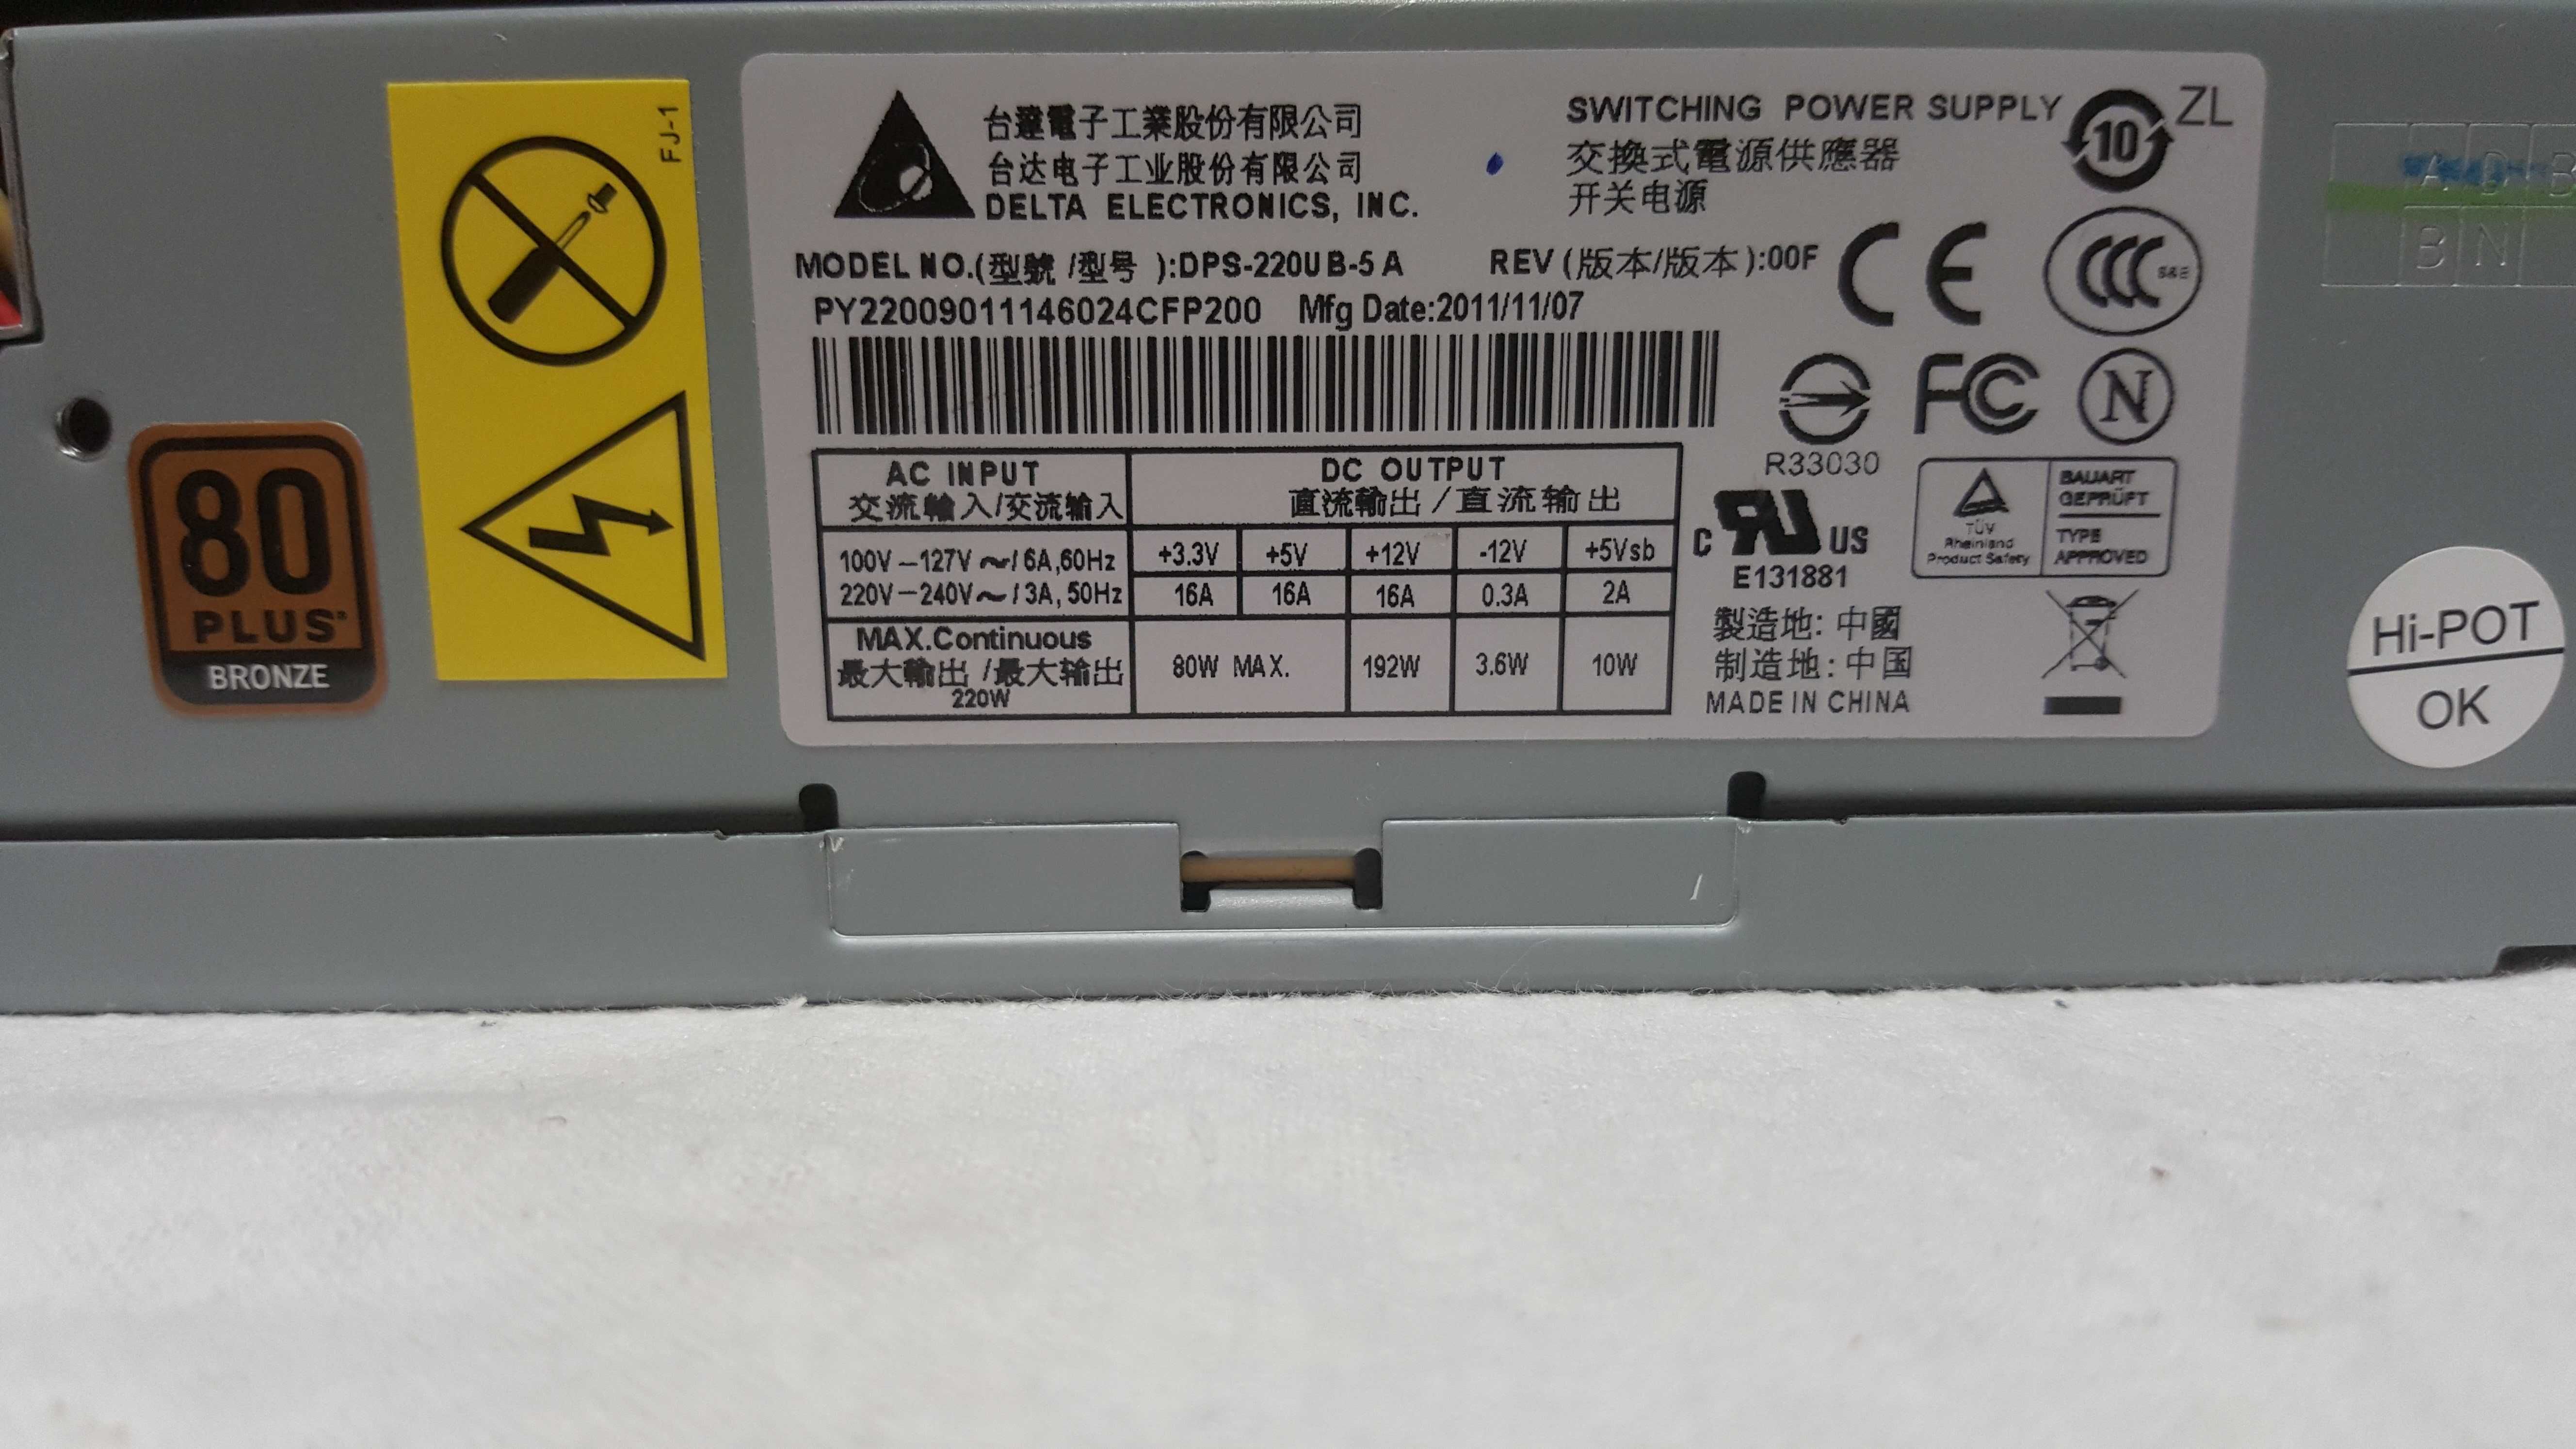 FJ-1
80
PLUS
BRONZE
台達電子工業股份有限公司
台达电子工业股份有限公司
DELTA ELECTRONICS, INC.
SWITCHING POWER SUPPLY
交換式電源供應器
开关电源
10
ZL
MODEL NO.(型號 /型号 ):DPS-220UB-5 A
REV (版本/版本):00F
PY22009011146024CFP200 Mfg Date:2011/11/07
CE
CCC S&E
FC
N
R33030
AC INPUT
交流輸入/交流输入
DC OUTPUT
直流輸出 / 直流输出
100V－127V ～/ 6A,60Hz
220V－240V～/ 3A, 50Hz
+3.3V +5V +12V -12V +5Vsb
16A 16A 16A 0.3A 2A
MAX.Continuous
最大輸出 /最大输出
220W
80W MAX. 192W 3.6W 10W
C RU US
E131881
TÜV
Rheinland
Product Safety
BAUART
GEPRÜFT
TYPE
APPROVED
製造地: 中國
制造地: 中国
MADE IN CHINA
A D B
B N
Hi-POT
OK